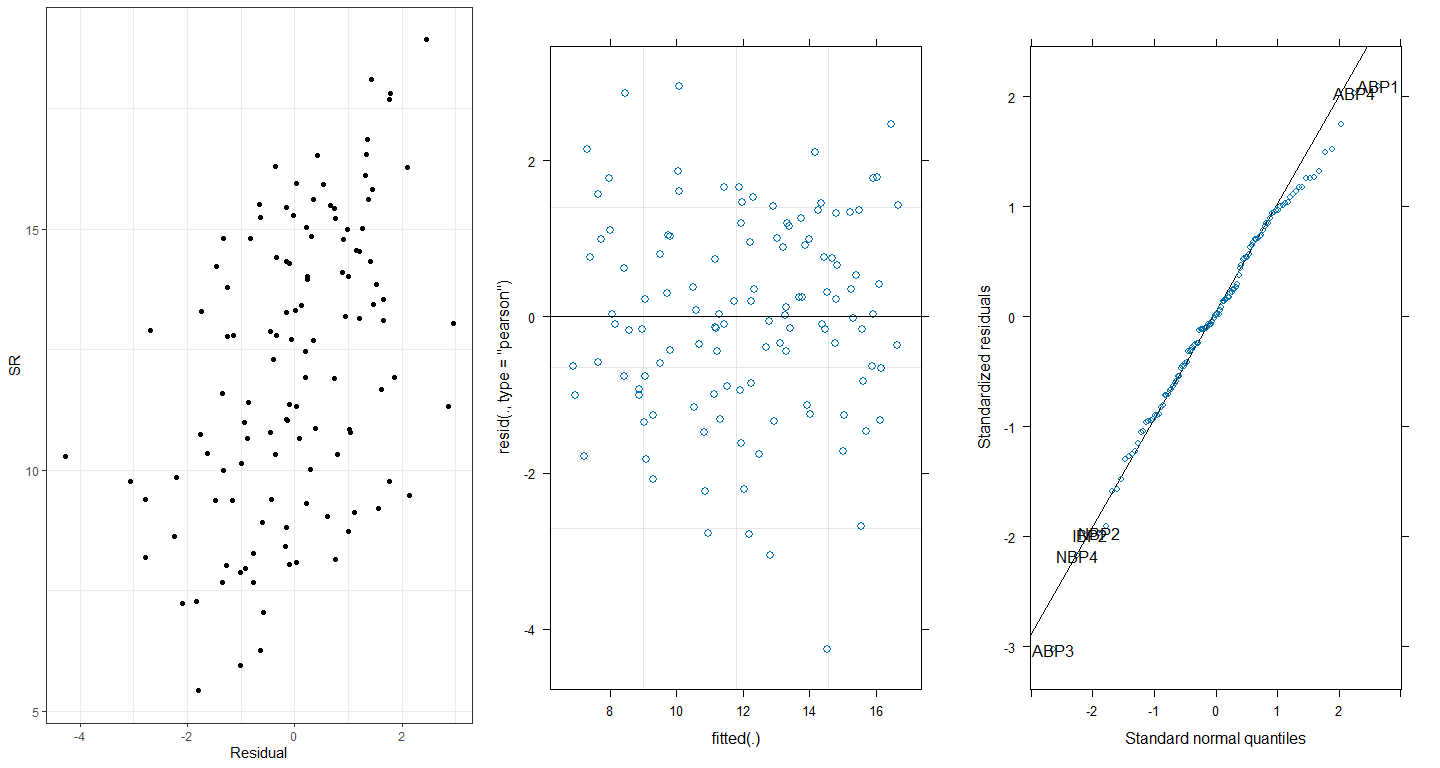 SR
15
10
5
-4
-2
0
2
Residual
resid(., type = "pearson")
2
0
-2
-4
8
10
12
14
16
fitted(.)
Standardized residuals
2
1
0
-1
-2
-3
ABP1
ABP4
NBP2
IBP2
NBP4
ABP3
-2
-1
0
1
2
Standard normal quantiles